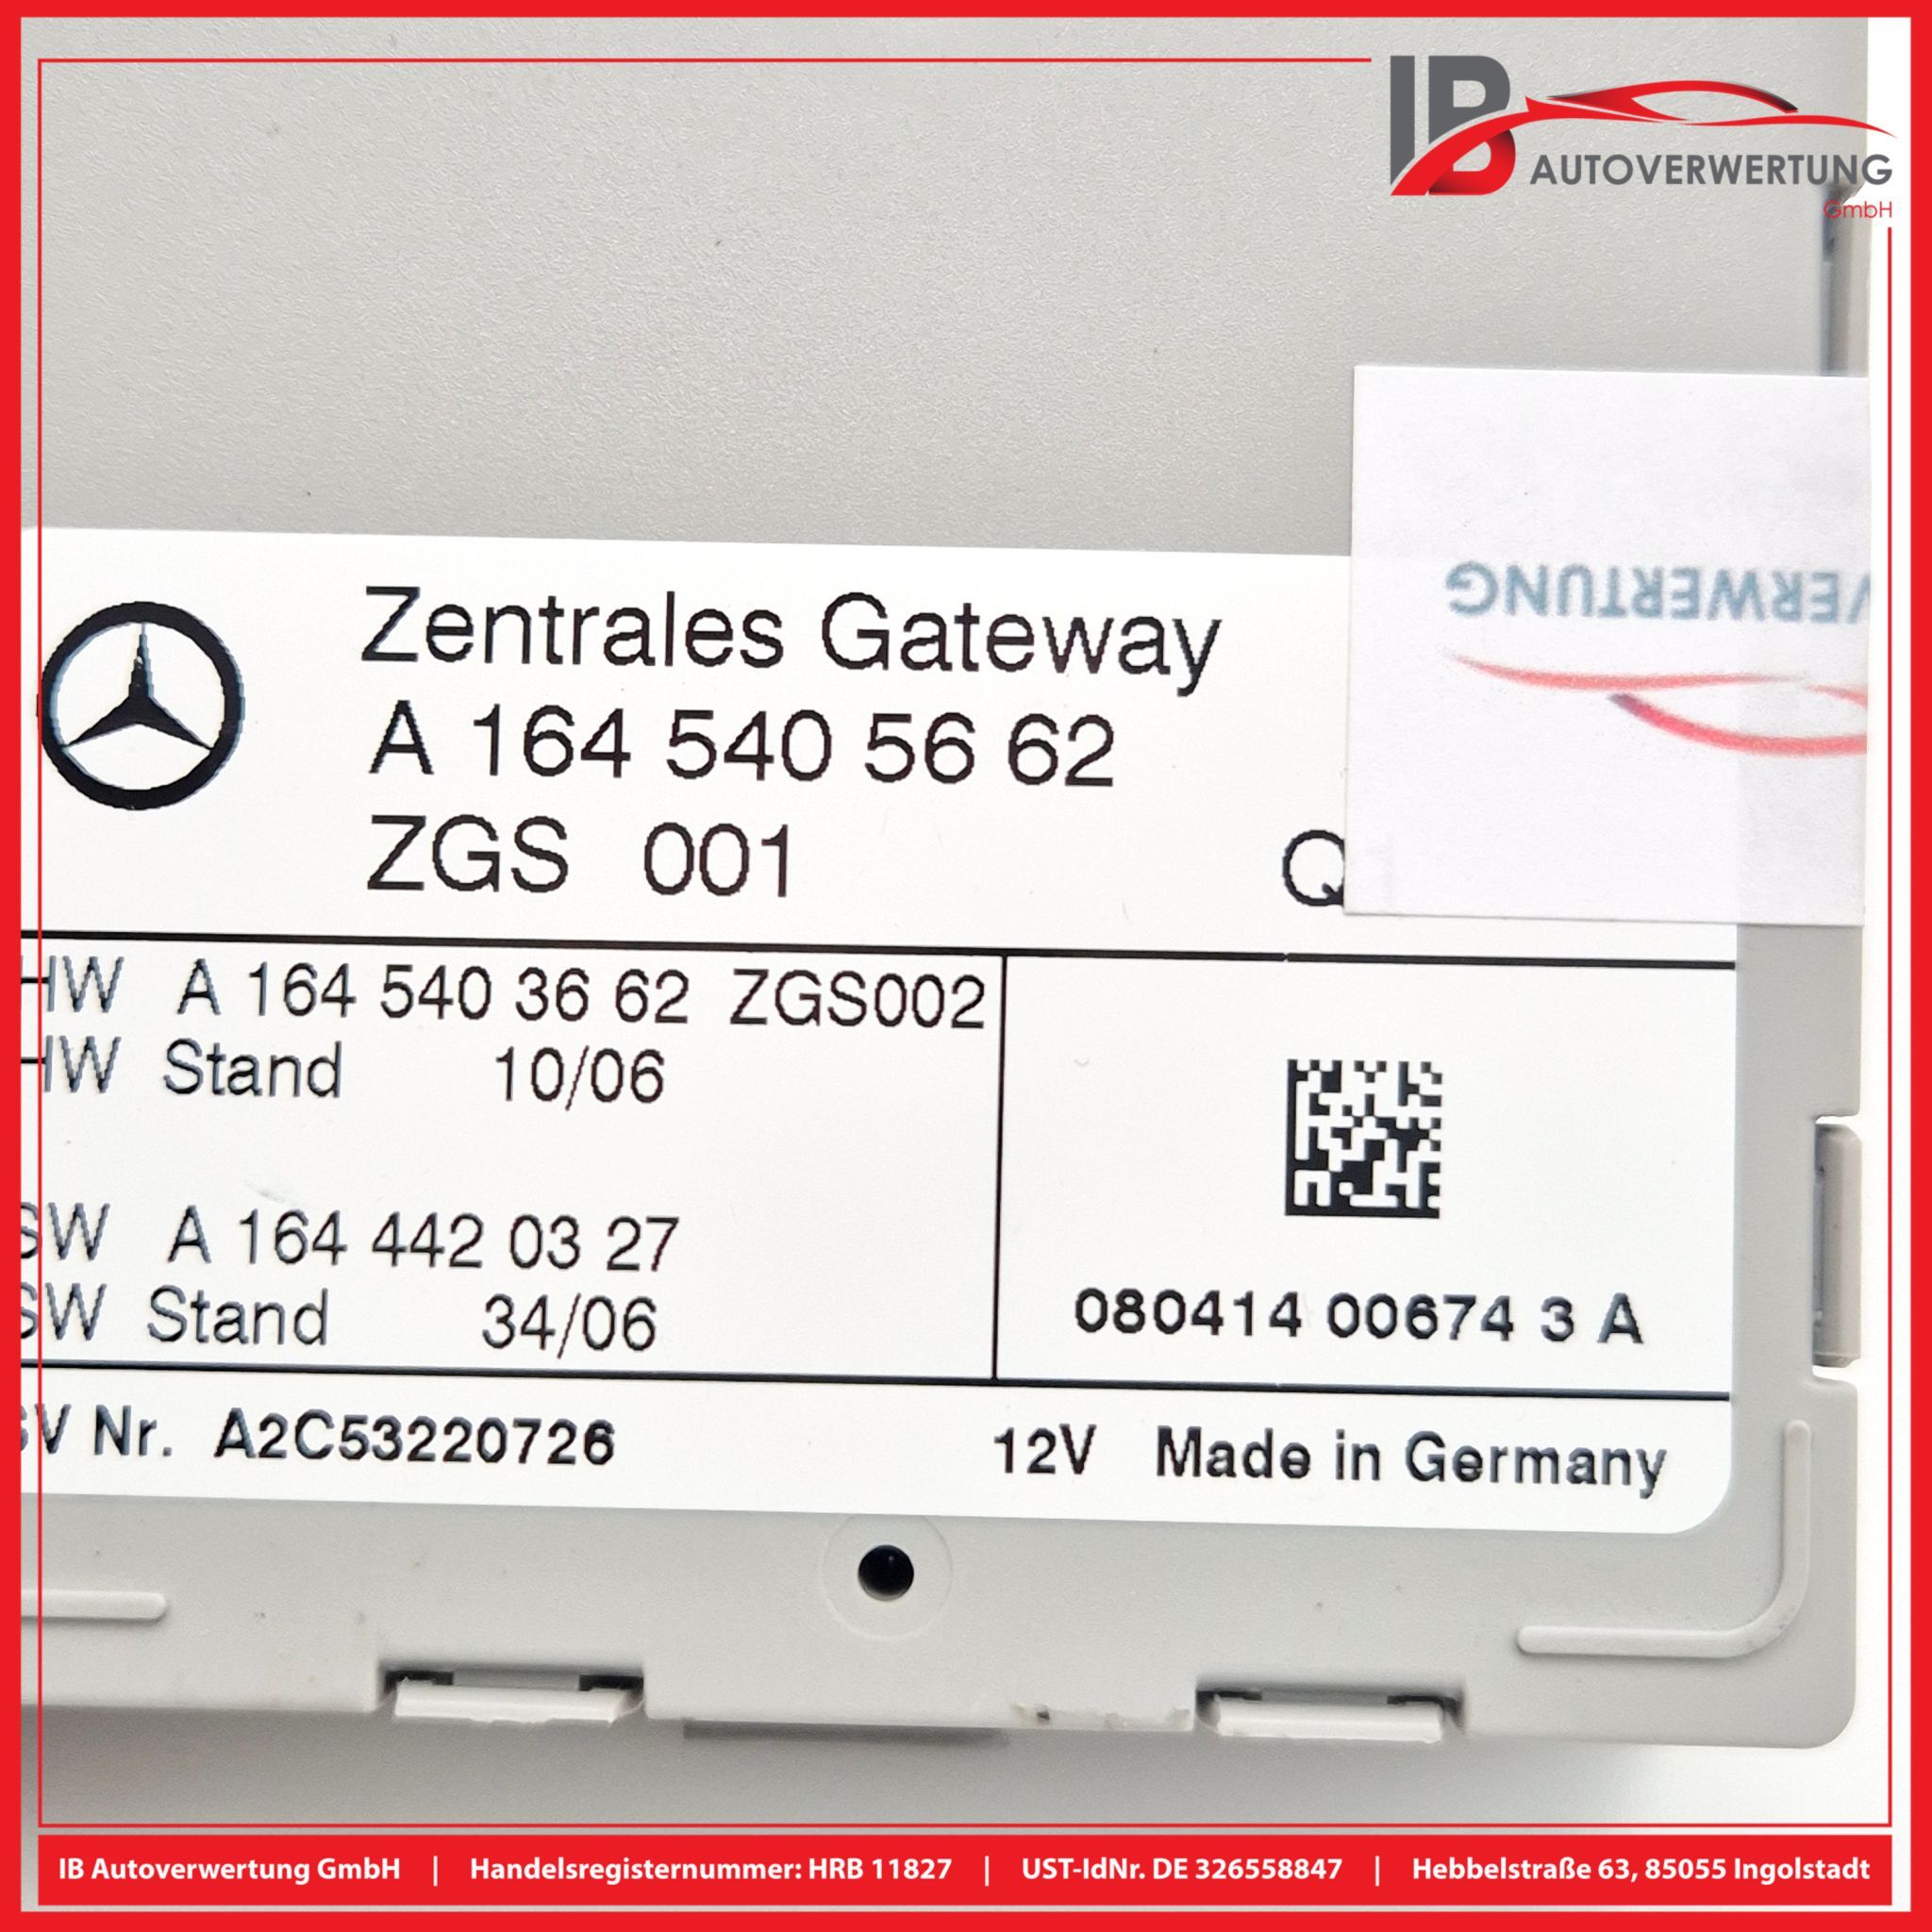 IB
AUTOVERWERTUNG
GmbH
VERWERTUNG
Zentrales Gateway
A 164 540 56 62
ZGS 001
Q
HW A 164 540 36 62 ZGS002
HW Stand 10/06
SW A 164 442 03 27
SW Stand 34/06
080414 00674 3 A
SV Nr. A2C53220726
12V Made in Germany
IB Autoverwertung GmbH | Handelsregisternummer: HRB 11827 | UST-IdNr. DE 326558847 | Hebbelstraße 63, 85055 Ingolstadt